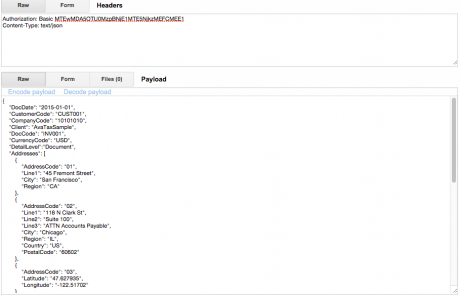 Raw Form Headers
Authorization: Basic
Content-Type: text/json
Raw Form Files (0) Payload
Encode payload Decode payload
{
"DocDate": "2015-01-01",
"CustomerCode": "CUST001",
"CompanyCode": "10101010",
"Client": "AvaTaxSample",
"DocCode": "INV001",
"CurrencyCode": "USD",
"DetailLevel":"Document",
"Addresses": [
{
"AddressCode": "01",
"Line1": "45 Fremont Street",
"City": "San Francisco",
"Region": "CA"
},
{
"AddressCode": "02",
"Line1": "118 N Clark St",
"Line2": "Suite 100",
"Line3": "ATTN Accounts Payable",
"City": "Chicago",
"Region": "IL",
"Country": "US",
"PostalCode": "60602"
},
{
"AddressCode": "03",
"Latitude": "47.627935",
"Longitude": "-122.51702"
}